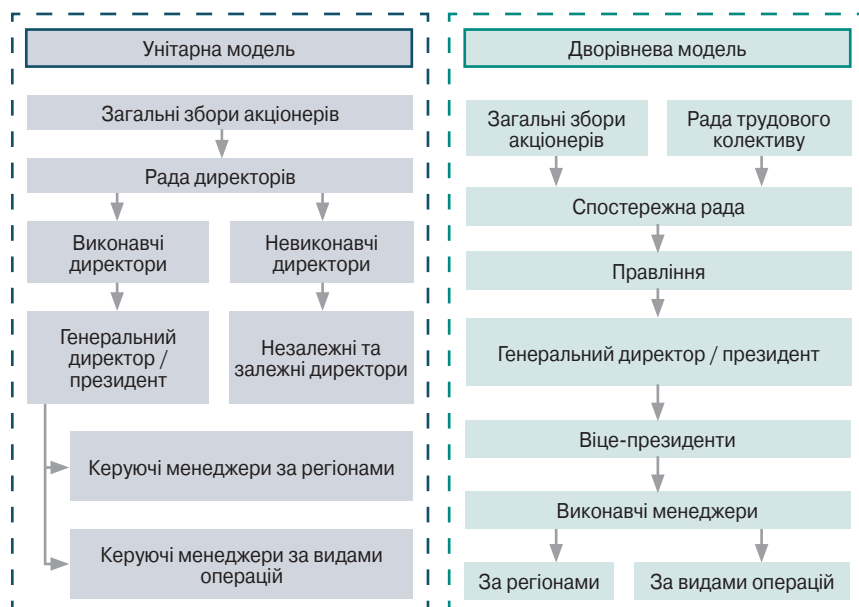 Унітарна модель
Загальні збори акціонерів
Рада директорів
Виконавчі
директори
Невиконавчі
директори
Генеральний
директор /
президент
Незалежні та
залежні директори
Керуючі менеджери за регіонами
Керуючі менеджери за видами
операцій
Дворівнева модель
Загальні збори
акціонерів
Рада трудового
колективу
Спостережна рада
Правління
Генеральний директор / президент
Віце-президенти
Виконавчі менеджери
За регіонами
За видами операцій